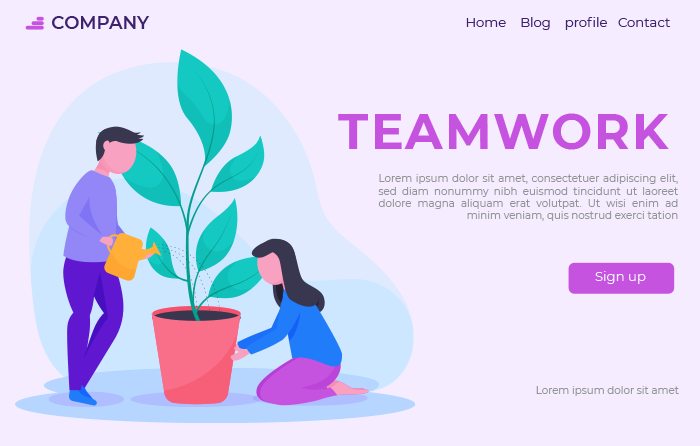 COMPANY
Home Blog profile Contact
TEAMWORK
Lorem ipsum dolor sit amet, consectetuer adipiscing elit,
sed diam nonummy nibh euismod tincidunt ut laoreet
dolore magna aliquam erat volutpat. Ut wisi enim ad
minim veniam, quis nostrud exerci tation
Sign up
Lorem ipsum dolor sit amet